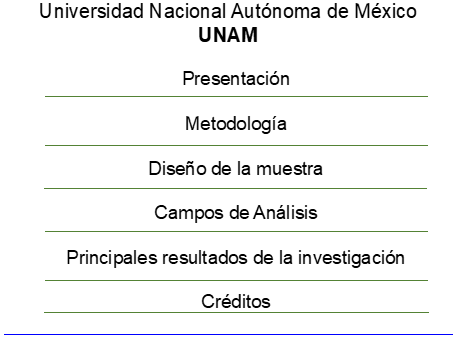 Universidad Nacional Autónoma de México
UNAM
Presentación
Metodología
Diseño de la muestra
Campos de Análisis
Principales resultados de la investigación
Créditos